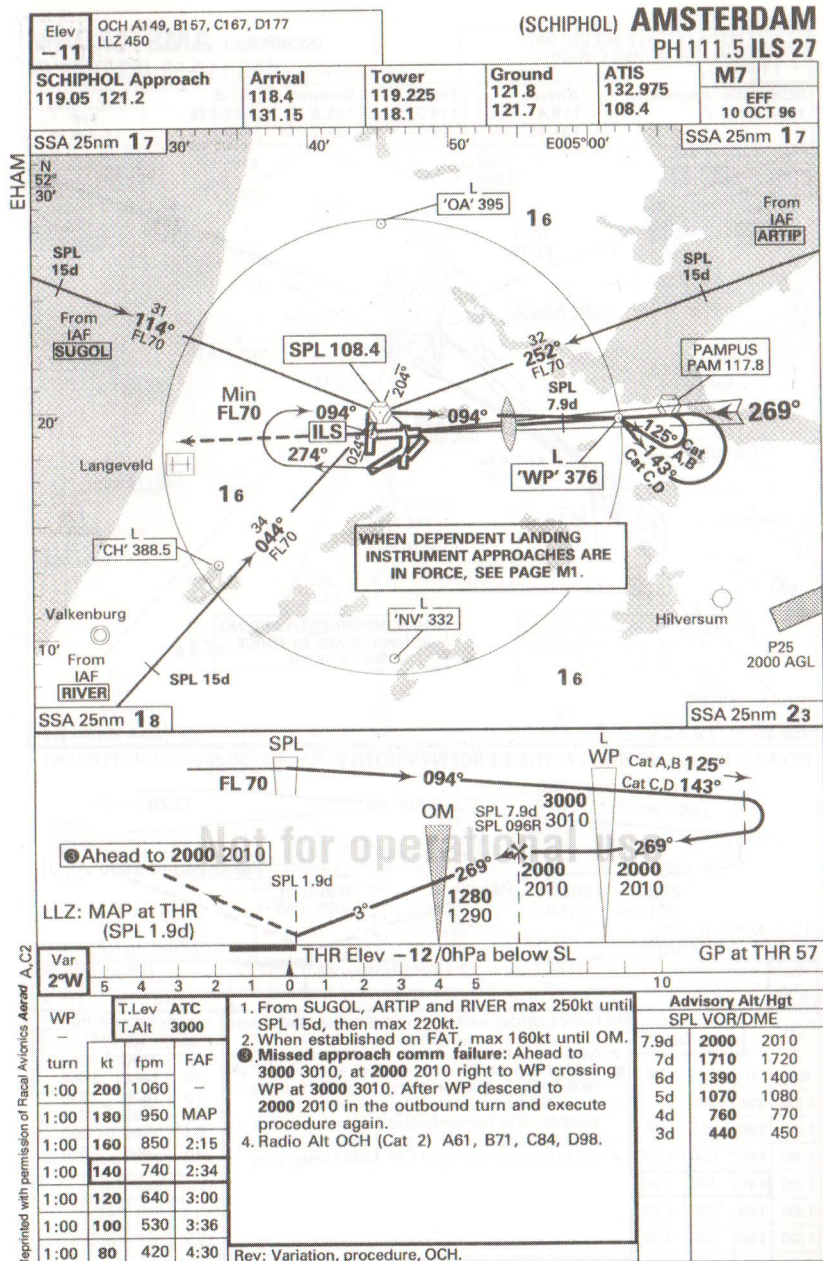 Elev
–11
OCH A149, B157, C167, D177
LLZ 450
(SCHIPHOL) AMSTERDAM
PH 111.5 ILS 27
SCHIPHOL Approach
119.05 121.2
Arrival
118.4
131.15
Tower
119.225
118.1
Ground
121.8
121.7
ATIS
132.975
108.4
M7
EFF
10 OCT 96
EHAM
SSA 25nm 17
30'
40'
50'
E005°00'
SSA 25nm 17
N
52°
30'
L
'OA' 395
16
From
IAF
ARTIP
SPL
15d
SPL
15d
31
114°
FL70
From
IAF
SUGOL
SPL 108.4
204°
32
252°
FL70
PAMPUS
PAM 117.8
Min
FL70
094°
094°
SPL
7.9d
269°
20'
ILS
274°
024°
125° Cat
A,B
143°
Cat C,D
L
'WP' 376
Langeveld
16
34
044°
FL70
L
'CH' 388.5
WHEN DEPENDENT LANDING
INSTRUMENT APPROACHES ARE
IN FORCE, SEE PAGE M1.
Valkenburg
L
'NV' 332
Hilversum
10'
From
IAF
RIVER
SPL 15d
16
P25
2000 AGL
SSA 25nm 18
SSA 25nm 23
SPL
L
WP
Cat A,B 125°
Cat C,D 143°
FL 70
094°
OM
SPL 7.9d
SPL 096R
3000
3010
Not for operational use
3 Ahead to 2000 2010
269°
269°
2000
2010
2000
2010
SPL 1.9d
3°
1280
1290
LLZ: MAP at THR
(SPL 1.9d)
Var
2°W
THR Elev –12/0hPa below SL
GP at THR 57
5 4 3 2 1 0 1 2 3 4 5 10
WP
–
turn
T.Lev ATC
T.Alt 3000
kt fpm FAF
1:00 200 1060 –
1:00 180 950 MAP
1:00 160 850 2:15
1:00 140 740 2:34
1:00 120 640 3:00
1:00 100 530 3:36
1:00 80 420 4:30
1. From SUGOL, ARTIP and RIVER max 250kt until
SPL 15d, then max 220kt.
2. When established on FAT, max 160kt until OM.
3 Missed approach comm failure: Ahead to
3000 3010, at 2000 2010 right to WP crossing
WP at 3000 3010. After WP descend to
2000 2010 in the outbound turn and execute
procedure again.
4. Radio Alt OCH (Cat 2) A61, B71, C84, D98.
Rev: Variation, procedure, OCH.
Advisory Alt/Hgt
SPL VOR/DME
7.9d 2000 2010
7d 1710 1720
6d 1390 1400
5d 1070 1080
4d 760 770
3d 440 450
Reprinted with permission of Racal Avionics Aerad A,C2